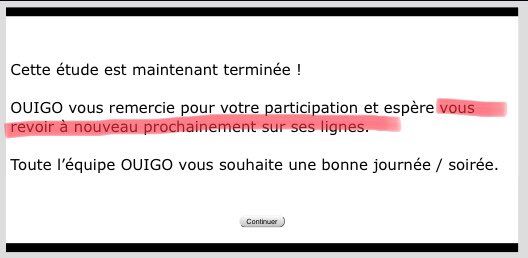 Cette étude est maintenant terminée !
OUIGO vous remercie pour votre participation et espère vous
revoir à nouveau prochainement sur ses lignes.
Toute l’équipe OUIGO vous souhaite une bonne journée / soirée.
Continuer